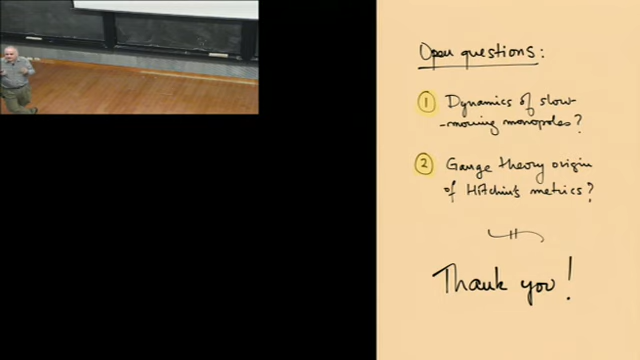 Open questions:
① Dynamics of slow-
-moving monopoles?
② Gauge theory origin
of Hitchin's metrics?
Thank you!